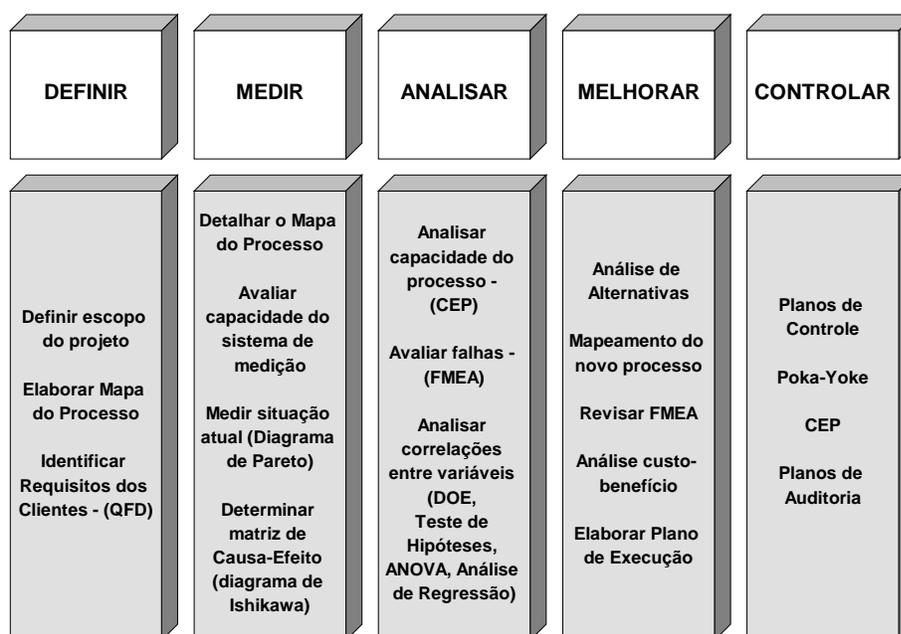 DEFINIR
MEDIR
ANALISAR
MELHORAR
CONTROLAR
Definir escopo
do projeto
Elaborar Mapa
do Processo
Identificar
Requisitos dos
Clientes - (QFD)
Detalhar o Mapa
do Processo
Avaliar
capacidade do
sistema de
medição
Medir situação
atual (Diagrama
de Pareto)
Determinar
matriz de
Causa-Efeito
(diagrama de
Ishikawa)
Analisar
capacidade do
processo -
(CEP)
Avaliar falhas -
(FMEA)
Analisar
correlações
entre variáveis
(DOE,
Teste de
Hipóteses,
ANOVA, Análise
de Regressão)
Análise de
Alternativas
Mapeamento do
novo processo
Revisar FMEA
Análise custo-
benefício
Elaborar Plano
de Execução
Planos de
Controle
Poka-Yoke
CEP
Planos de
Auditoria